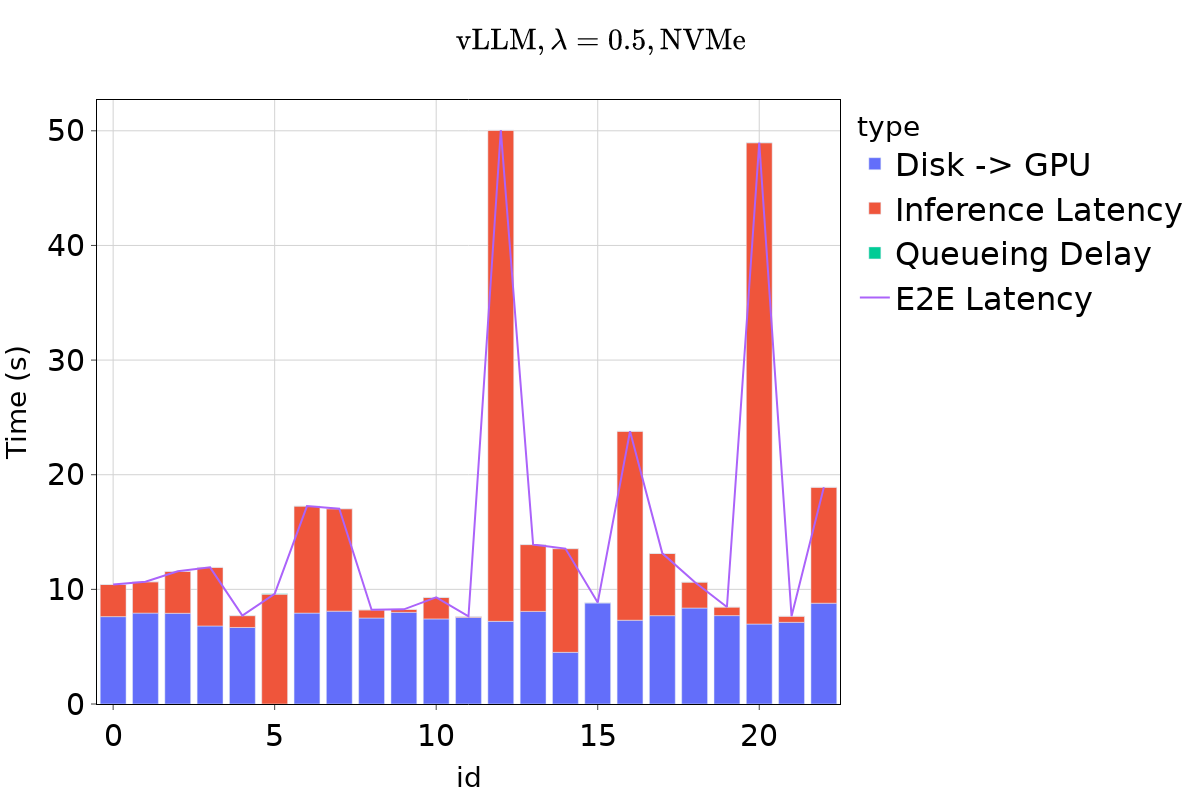 vLLM, λ = 0.5, NVMe
type
Disk -> GPU
Inference Latency
Queueing Delay
E2E Latency
Time (s)
50
40
30
20
10
0
0 5 10 15 20
id